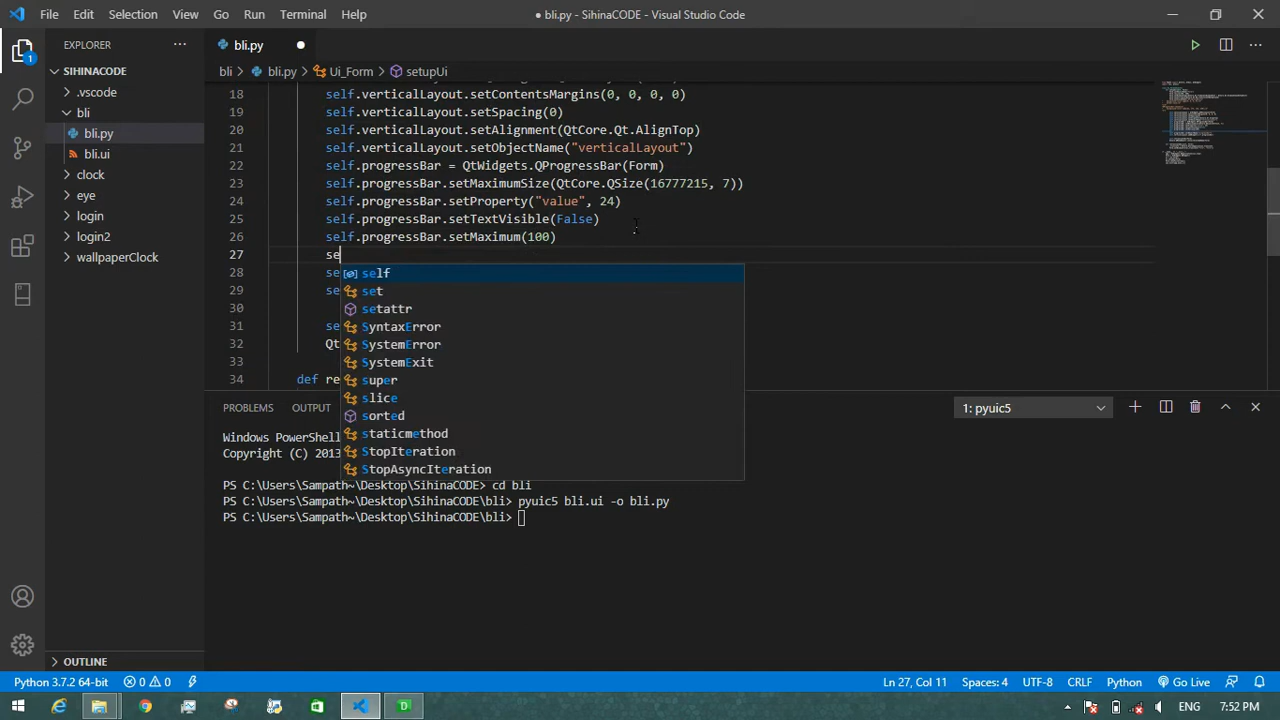 File Edit Selection View Go Run Terminal Help
● bli.py - SihinaCODE - Visual Studio Code
EXPLORER
bli.py
SIHINACODE
.vscode
bli
bli.py
bli.ui
clock
eye
login
login2
wallpaperClock
OUTLINE
bli > bli.py > Ui_Form > setupUi
18 self.verticalLayout.setContentsMargins(0, 0, 0, 0)
19 self.verticalLayout.setSpacing(0)
20 self.verticalLayout.setAlignment(QtCore.Qt.AlignTop)
21 self.verticalLayout.setObjectName("verticalLayout")
22 self.progressBar = QtWidgets.QProgressBar(Form)
23 self.progressBar.setMaximumSize(QtCore.QSize(16777215, 7))
24 self.progressBar.setProperty("value", 24)
25 self.progressBar.setTextVisible(False)
26 self.progressBar.setMaximum(100)
27 se
28 se
29 se
30
31 se
32 Qt
33
34 def re
self
set
setattr
SyntaxError
SystemError
SystemExit
super
slice
sorted
staticmethod
StopIteration
StopAsyncIteration
PROBLEMS OUTPUT
1: pyuic5
Windows PowerShell
Copyright (C) 2013
PS C:\Users\Sampath~\Desktop\SihinaCODE> cd bli
PS C:\Users\Sampath~\Desktop\SihinaCODE\bli> pyuic5 bli.ui -o bli.py
PS C:\Users\Sampath~\Desktop\SihinaCODE\bli>
Python 3.7.2 64-bit 0 0
Ln 27, Col 11 Spaces: 4 UTF-8 CRLF Python Go Live
ENG 7:52 PM